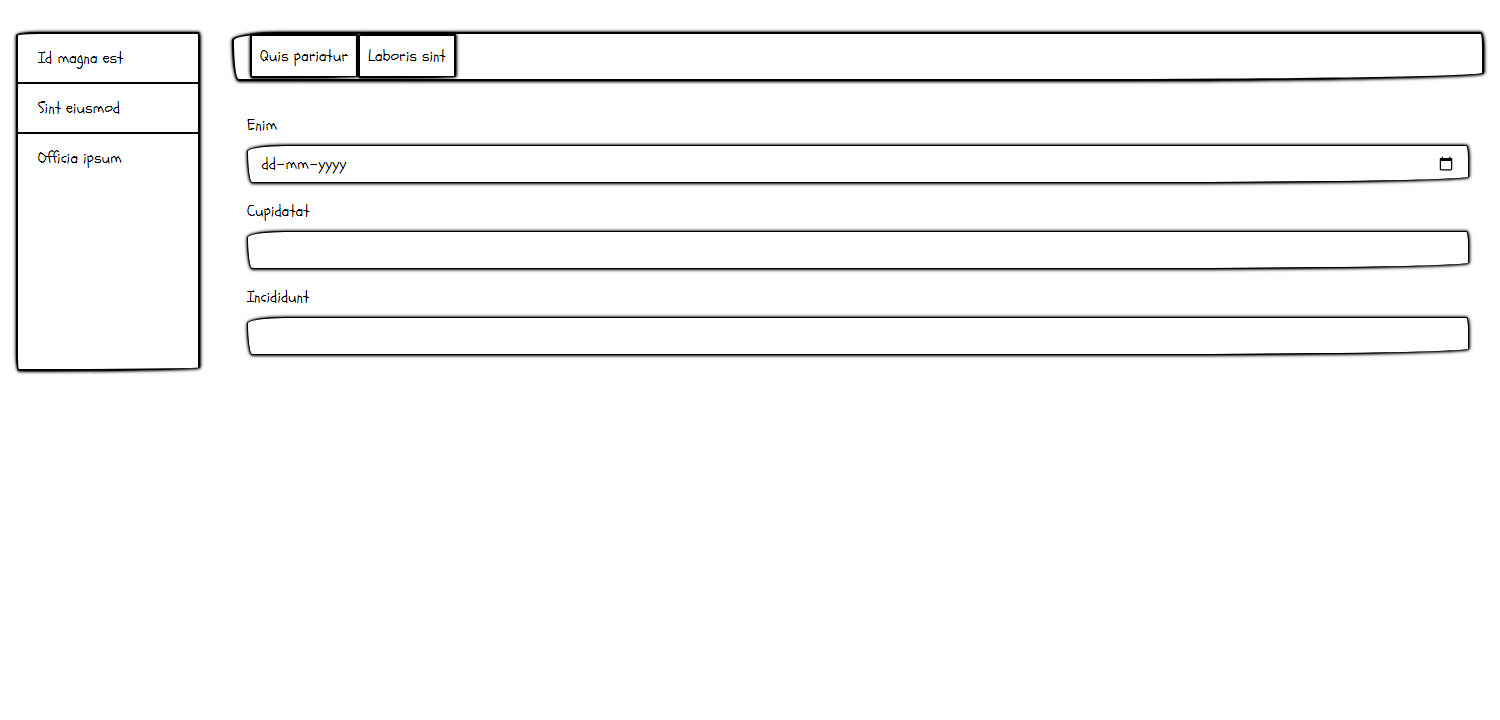 Id magna est
Sint eiusmod
Officia ipsum
Quis pariatur
Laboris sint
Enim
dd-mm-yyyy
Cupidatat
Incididunt